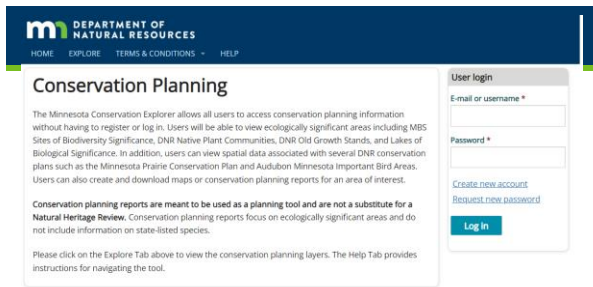 DEPARTMENT OF
NATURAL RESOURCES
HOME EXPLORE TERMS & CONDITIONS HELP
Conservation Planning
The Minnesota Conservation Explorer allows all users to access conservation planning information
without having to register or log in. Users will be able to view ecologically significant areas including MBS
Sites of Biodiversity Significance, DNR Native Plant Communities, DNR Old Growth Stands, and Lakes of
Biological Significance. In addition, users can view spatial data associated with several DNR conservation
plans such as the Minnesota Prairie Conservation Plan and Audubon Minnesota Important Bird Areas.
Users can also create and download maps or conservation planning reports for an area of interest.
Conservation planning reports are meant to be used as a planning tool and are not a substitute for a
Natural Heritage Review. Conservation planning reports focus on ecologically significant areas and do
not include information on state-listed species.
Please click on the Explore Tab above to view the conservation planning layers. The Help Tab provides
instructions for navigating the tool.
User login
E-mail or username *
Password *
Create new account
Request new password
Log in